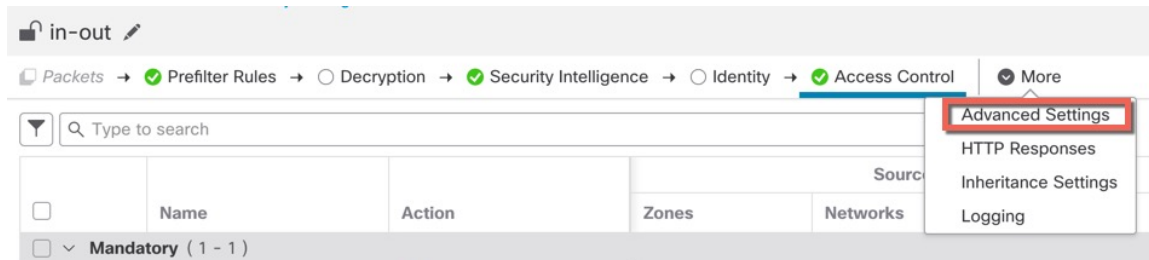 in-out
Packets → Prefilter Rules → Decryption → Security Intelligence → Identity → Access Control More
Type to search
Advanced Settings
HTTP Responses
Inheritance Settings
Logging
Sourc
Name Action Zones Networks
Mandatory (1 - 1)